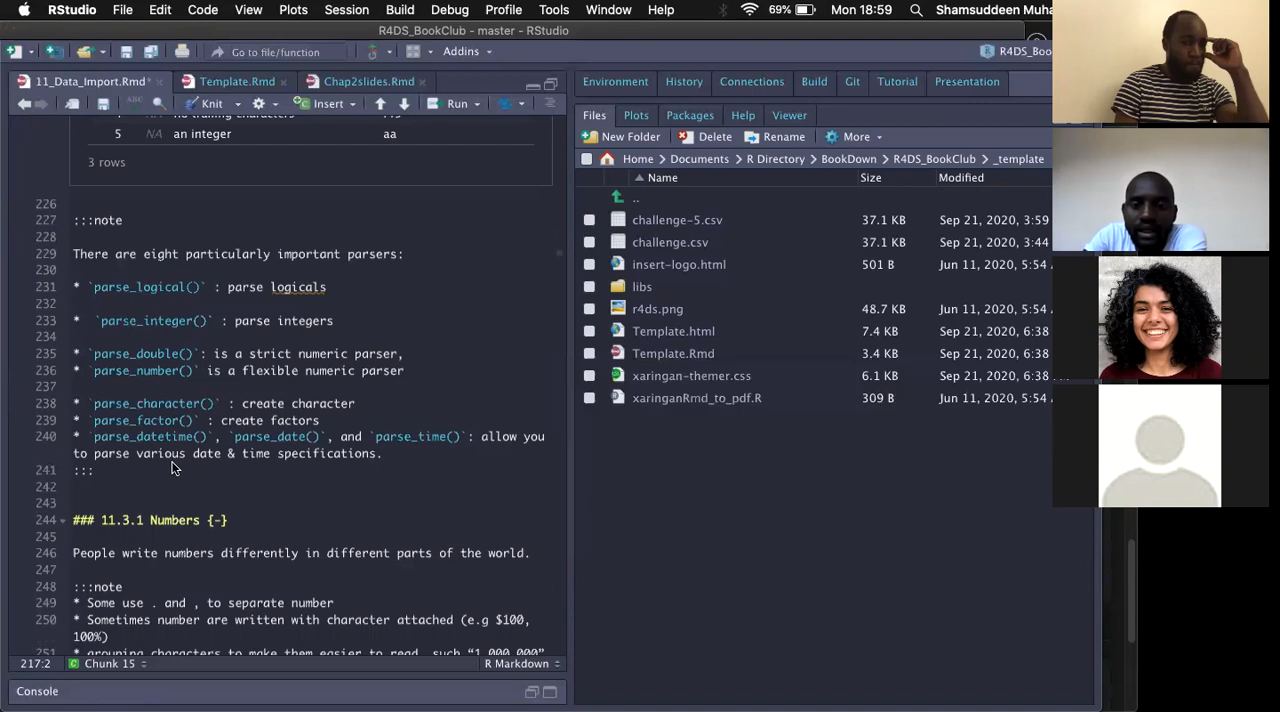 RStudio File Edit Code View Plots Session Build Debug Profile Tools Window Help 69% Mon 18:59 Shamsuddeen Muha
R4DS_BookClub - master - RStudio
Go to file/function Addins R4DS_Boo
11_Data_Import.Rmd* Template.Rmd Chap2slides.Rmd
Knit Insert Run
5 NA an integer aa
3 rows
226
227 :::note
228
229 There are eight particularly important parsers:
230
231 * `parse_logical()` : parse logicals
232
233 * `parse_integer()` : parse integers
234
235 * `parse_double()`: is a strict numeric parser,
236 * `parse_number()` is a flexible numeric parser
237
238 * `parse_character()` : create character
239 * `parse_factor()` : create factors
240 * `parse_datetime()`, `parse_date()`, and `parse_time()`: allow you
to parse various date & time specifications.
241 :::
242
243
244 ### 11.3.1 Numbers {-}
245
246 People write numbers differently in different parts of the world.
247
248 :::note
249 * Some use . and , to separate number
250 * Sometimes number are written with character attached (e.g $100,
100%)
251 * grouping characters to make them easier to read, such "1,000,000"
217:2 Chunk 15 R Markdown
Console
Environment History Connections Build Git Tutorial Presentation
Files Plots Packages Help Viewer
New Folder Delete Rename More
Home Documents R Directory BookDown R4DS_BookClub _template
Name Size Modified
..
challenge-5.csv 37.1 KB Sep 21, 2020, 3:59
challenge.csv 37.1 KB Sep 21, 2020, 3:44
insert-logo.html 501 B Jun 11, 2020, 5:54
libs
r4ds.png 48.7 KB Jun 11, 2020, 5:54
Template.html 7.4 KB Sep 21, 2020, 6:38
Template.Rmd 3.4 KB Sep 21, 2020, 6:38
xaringan-themer.css 6.1 KB Sep 21, 2020, 6:38
xaringanRmd_to_pdf.R 309 B Jun 11, 2020, 5:54